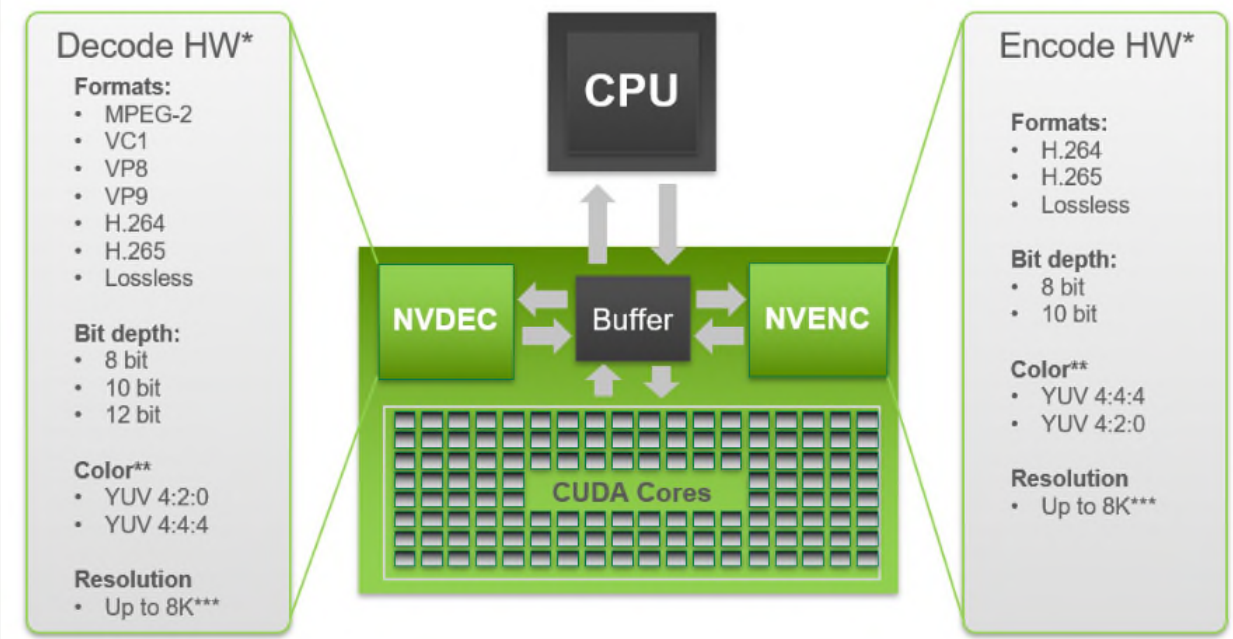 Decode HW*
Formats:
• MPEG-2
• VC1
• VP8
• VP9
• H.264
• H.265
• Lossless
Bit depth:
• 8 bit
• 10 bit
• 12 bit
Color**
• YUV 4:2:0
• YUV 4:4:4
Resolution
• Up to 8K***
CPU
NVDEC
Buffer
NVENC
CUDA Cores
Encode HW*
Formats:
• H.264
• H.265
• Lossless
Bit depth:
• 8 bit
• 10 bit
Color**
• YUV 4:4:4
• YUV 4:2:0
Resolution
• Up to 8K***